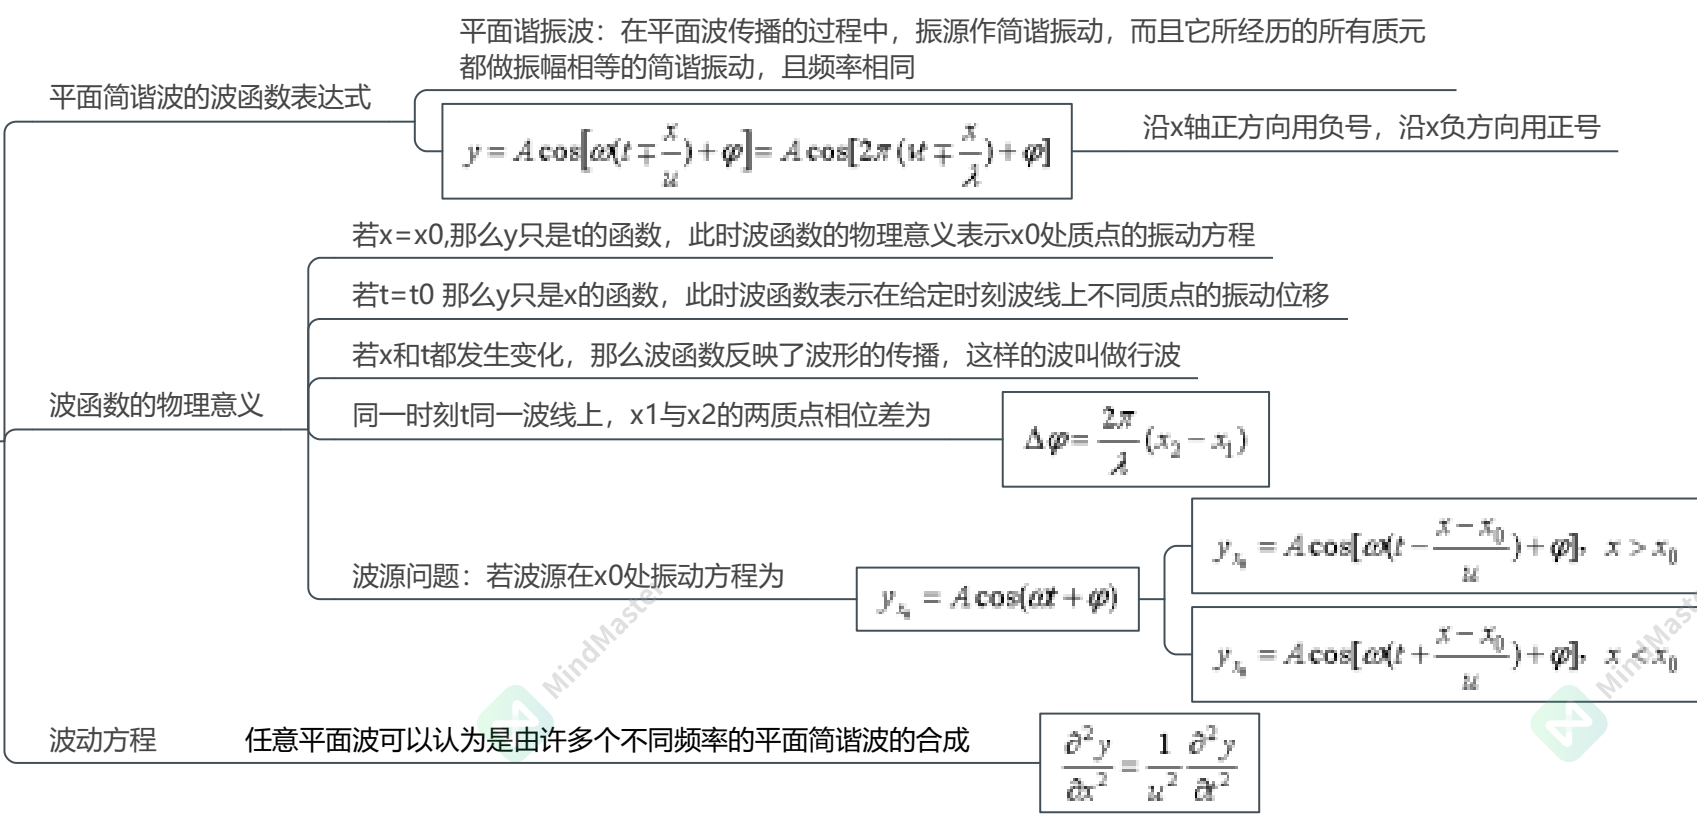 平面谐振波：在平面波传播的过程中，振源作简谐振动，而且它所经历的所有质元
都做振幅相等的简谐振动，且频率相同
平面简谐波的波函数表达式
y = A cos[ω(t ∓ x/u) + φ] = A cos[2π(νt ∓ x/λ) + φ]
沿x轴正方向用负号，沿x负方向用正号
若x=x0,那么y只是t的函数，此时波函数的物理意义表示x0处质点的振动方程
若t=t0 那么y只是x的函数，此时波函数表示在给定时刻波线上不同质点的振动位移
若x和t都发生变化，那么波函数反映了波形的传播，这样的波叫做行波
波函数的物理意义
同一时刻t同一波线上，x1与x2的两质点相位差为
Δφ = 2π/λ (x₂ − x₁)
波源问题：若波源在x0处振动方程为
y_x₀ = A cos(ωt + φ)
y_x₀ = A cos[ω(t − (x − x₀)/u) + φ]，x > x₀
y_x₀ = A cos[ω(t + (x − x₀)/u) + φ]，x < x₀
波动方程
任意平面波可以认为是由许多个不同频率的平面简谐波的合成
∂²y/∂x² = 1/u² ∂²y/∂t²
MindMaster
MindMaste